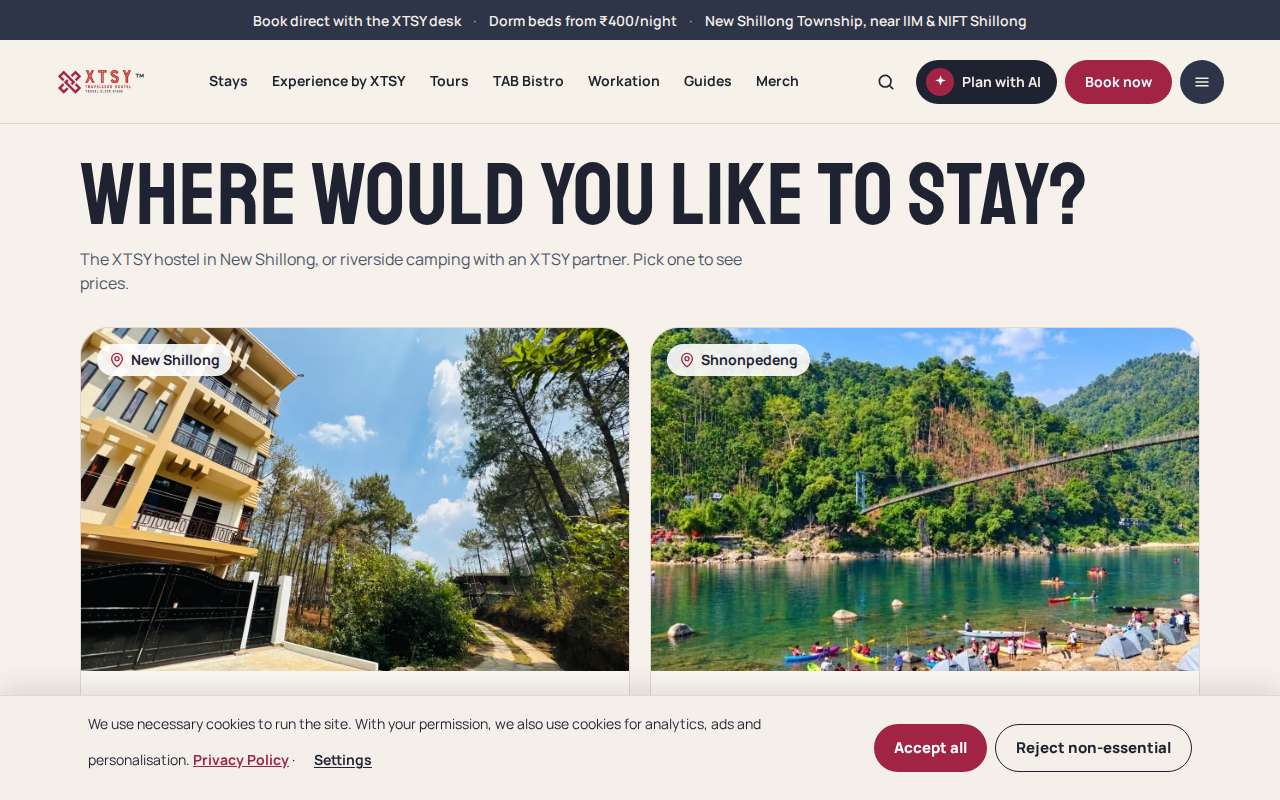 Book direct with the XTSY desk · Dorm beds from ₹400/night · New Shillong Township, near IIM & NIFT Shillong
XTSY™
Stays Experience by XTSY Tours TAB Bistro Workation Guides Merch Plan with AI Book now
WHERE WOULD YOU LIKE TO STAY?
The XTSY hostel in New Shillong, or riverside camping with an XTSY partner. Pick one to see
prices.
New Shillong
Shnonpedeng
We use necessary cookies to run the site. With your permission, we also use cookies for analytics, ads and
personalisation. Privacy Policy · Settings
Accept all
Reject non-essential